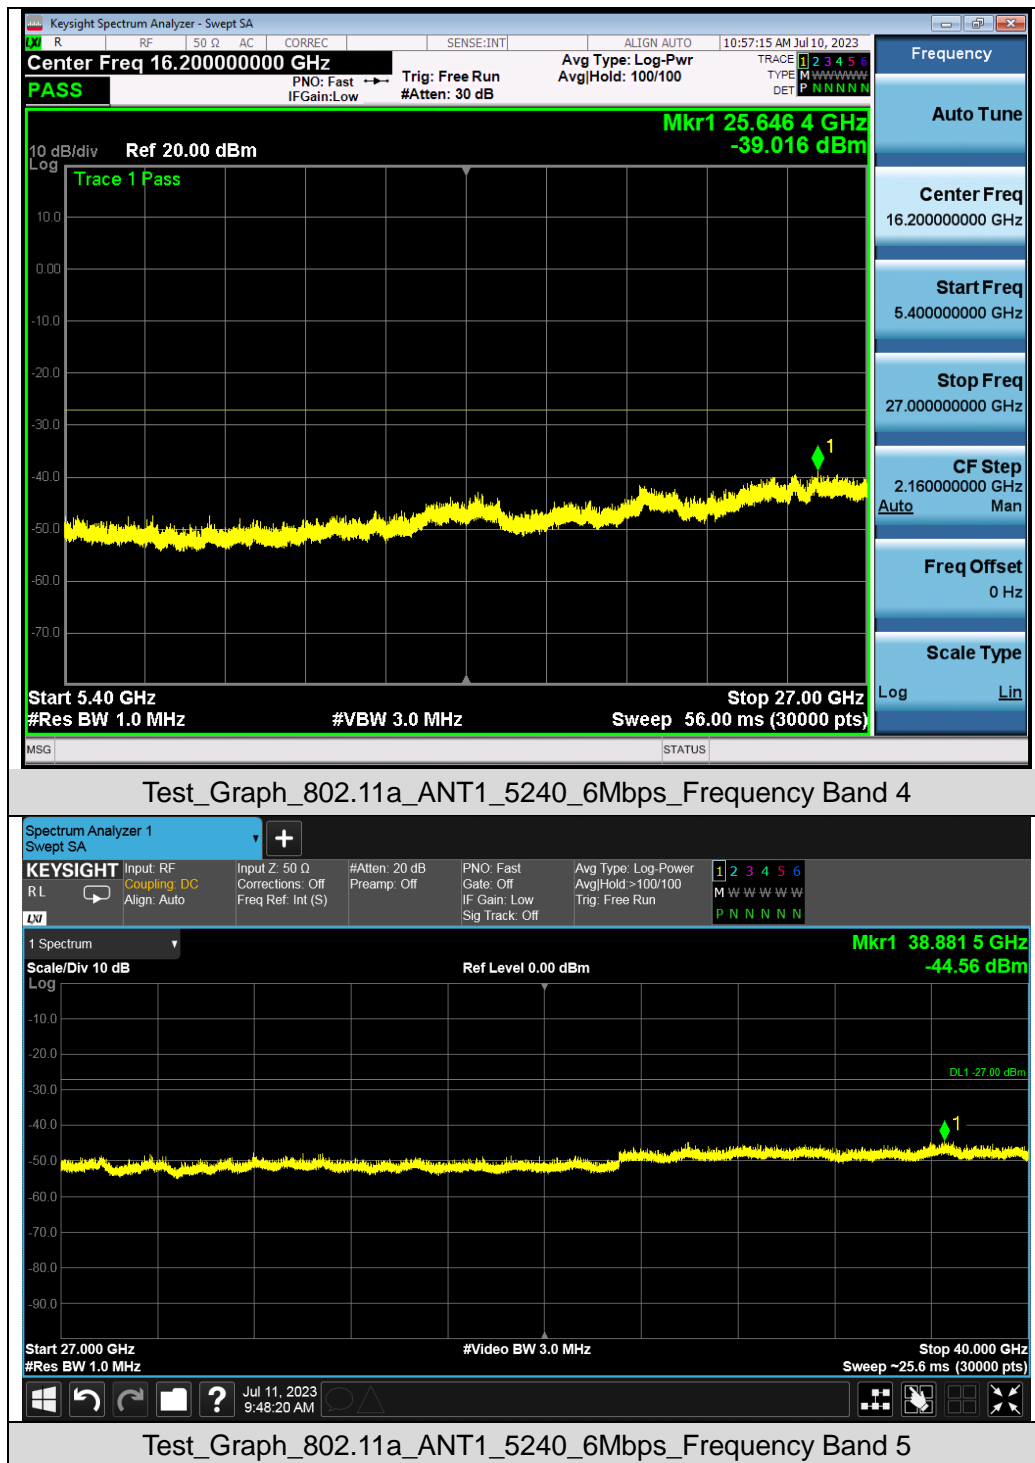 Keysight Spectrum Analyzer - Swept SA
LXI R RF 50 Ω AC CORREC SENSE:INT ALIGN AUTO 10:57:15 AM Jul 10, 2023
Center Freq 16.200000000 GHz
PASS
PNO: Fast
IFGain:Low
Trig: Free Run
#Atten: 30 dB
Avg Type: Log-Pwr
Avg|Hold: 100/100
TRACE 1 2 3 4 5 6
TYPE M W W W W W
DET P N N N N N
Mkr1 25.646 4 GHz
-39.016 dBm
10 dB/div
Log
Ref 20.00 dBm
Trace 1 Pass
10.0
0.00
-10.0
-20.0
-30.0
-40.0
-50.0
-60.0
-70.0
1
Start 5.40 GHz
Stop 27.00 GHz
#Res BW 1.0 MHz
#VBW 3.0 MHz
Sweep 56.00 ms (30000 pts)
MSG
STATUS
Frequency
Auto Tune
Center Freq
16.200000000 GHz
Start Freq
5.400000000 GHz
Stop Freq
27.000000000 GHz
CF Step
2.160000000 GHz
Auto Man
Freq Offset
0 Hz
Scale Type
Log Lin
Test_Graph_802.11a_ANT1_5240_6Mbps_Frequency Band 4
Spectrum Analyzer 1
Swept SA
+
KEYSIGHT
RL
LXI
Input: RF
Coupling: DC
Align: Auto
Input Z: 50 Ω
Corrections: Off
Freq Ref: Int (S)
#Atten: 20 dB
Preamp: Off
PNO: Fast
Gate: Off
IF Gain: Low
Sig Track: Off
Avg Type: Log-Power
Avg|Hold:>100/100
Trig: Free Run
1 2 3 4 5 6
M W W W W W
P N N N N N
1 Spectrum
Mkr1 38.881 5 GHz
-44.56 dBm
Scale/Div 10 dB
Ref Level 0.00 dBm
Log
-10.0
-20.0
-30.0
-40.0
-50.0
-60.0
-70.0
-80.0
-90.0
DL1 -27.00 dBm
1
Start 27.000 GHz
#Video BW 3.0 MHz
Stop 40.000 GHz
#Res BW 1.0 MHz
Sweep ~25.6 ms (30000 pts)
?
Jul 11, 2023
9:48:20 AM
Test_Graph_802.11a_ANT1_5240_6Mbps_Frequency Band 5